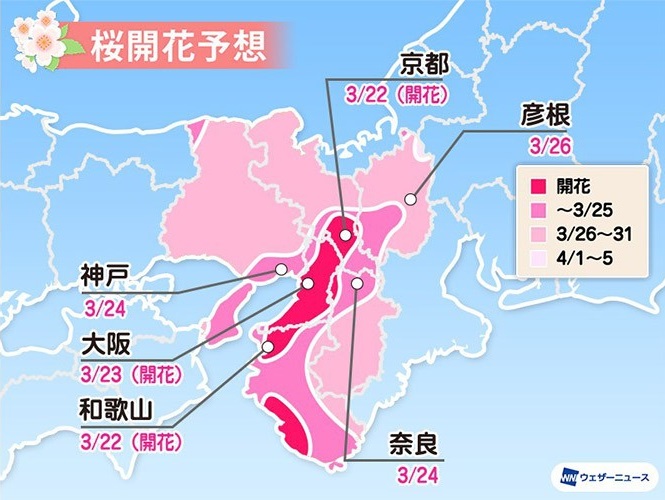 桜開花予想
京都
3/22（開花）
彦根
3/26
開花
～3/25
3/26～31
4/1～5
神戸
3/24
大阪
3/23（開花）
和歌山
3/22（開花）
奈良
3/24
WN ウェザーニュース